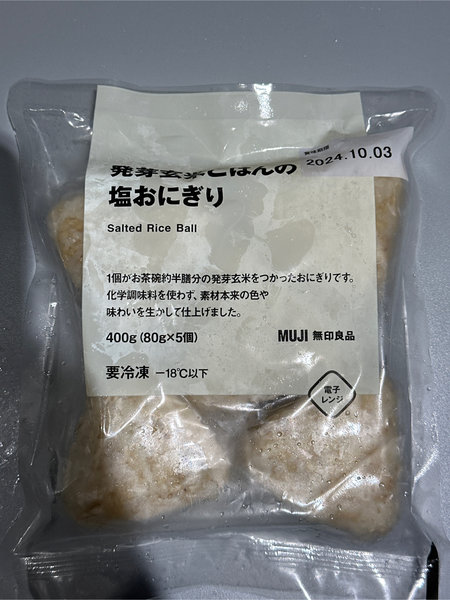 賞味期限
2024.10.03
発芽玄米ごはんの
塩おにぎり
Salted Rice Ball
1個がお茶碗約半膳分の発芽玄米をつかったおにぎりです。
化学調味料を使わず、素材本来の色や
味わいを生かして仕上げました。
400g(80g×5個)
MUJI 無印良品
要冷凍 −18℃以下
電子
レンジ